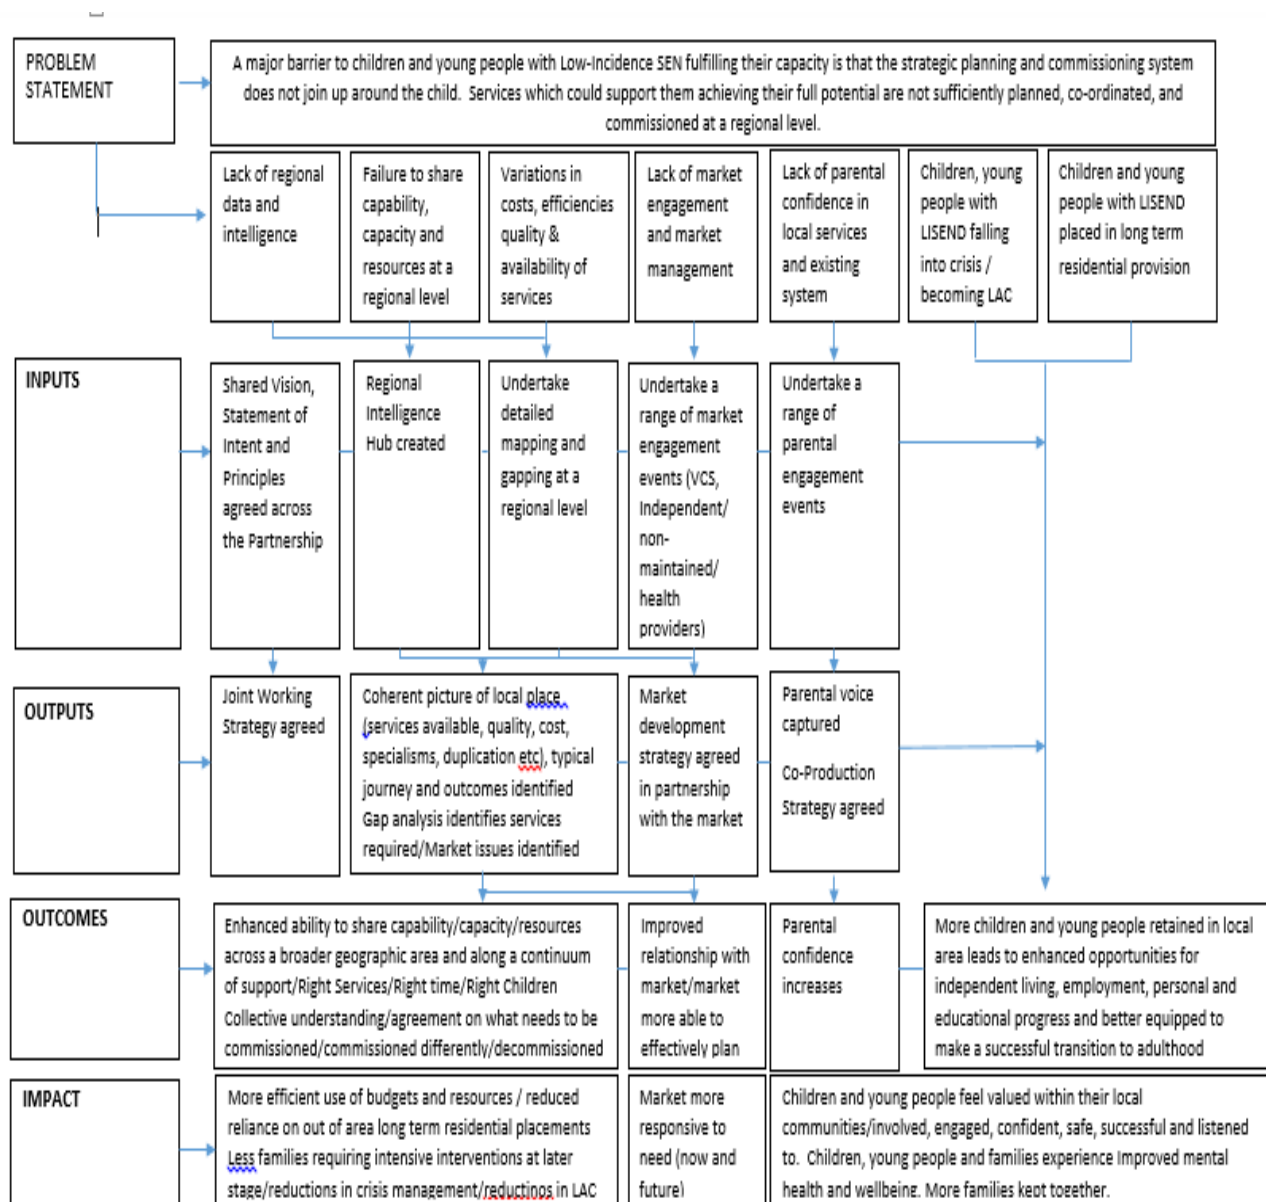 PROBLEM
STATEMENT
A major barrier to children and young people with Low-Incidence SEN fulfilling their capacity is that the strategic planning and commissioning system
does not join up around the child. Services which could support them achieving their full potential are not sufficiently planned, co-ordinated, and
commissioned at a regional level.
Lack of regional
data and
intelligence
Failure to share
capability,
capacity and
resources at a
regional level
Variations in
costs, efficiencies
quality &
availability of
services
Lack of market
engagement
and market
management
Lack of parental
confidence in
local services
and existing
system
Children, young
people with
LISEND falling
into crisis /
becoming LAC
Children and young
people with LISEND
placed in long term
residential provision
INPUTS
Shared Vision,
Statement of
Intent and
Principles
agreed across
the Partnership
Regional
Intelligence
Hub created
Undertake
detailed
mapping and
gapping at a
regional level
Undertake a
range of market
engagement
events (VCS,
Independent/
non-
maintained/
health
providers)
Undertake a
range of
parental
engagement
events
OUTPUTS
Joint Working
Strategy agreed
Coherent picture of local place
(services available, quality, cost,
specialisms, duplication etc), typical
journey and outcomes identified
Gap analysis identifies services
required/Market issues identified
Market
development
strategy agreed
in partnership
with the market
Parental voice
captured
Co-Production
Strategy agreed
OUTCOMES
Enhanced ability to share capability/capacity/resources
across a broader geographic area and along a continuum
of support/Right Services/Right time/Right Children
Collective understanding/agreement on what needs to be
commissioned/commissioned differently/decommissioned
Improved
relationship with
market/market
more able to
effectively plan
Parental
confidence
increases
More children and young people retained in local
area leads to enhanced opportunities for
independent living, employment, personal and
educational progress and better equipped to
make a successful transition to adulthood
IMPACT
More efficient use of budgets and resources / reduced
reliance on out of area long term residential placements
Less families requiring intensive interventions at later
stage/reductions in crisis management/reductinos in LAC
Market more
responsive to
need (now and
future)
Children and young people feel valued within their local
communities/involved, engaged, confident, safe, successful and listened
to. Children, young people and families experience Improved mental
health and wellbeing. More families kept together.